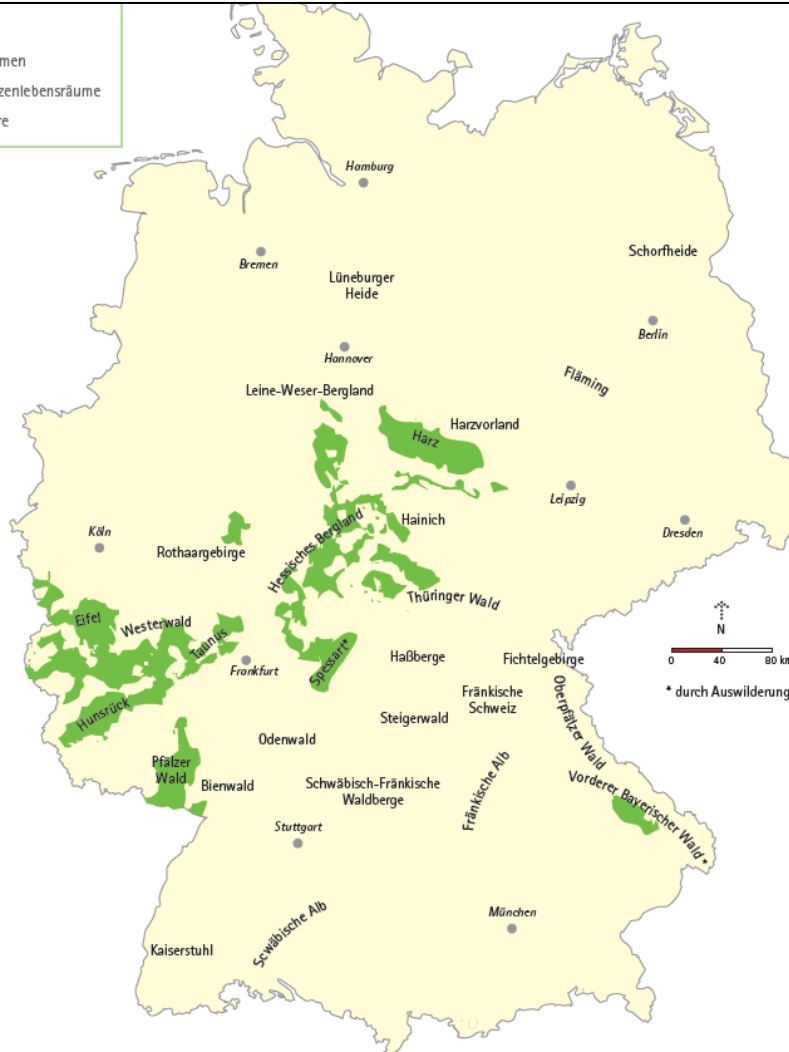 men
zenlebensräume
re
Hamburg
Bremen
Schorfheide
Lüneburger
Heide
Berlin
Hannover
Fläming
Leine-Weser-Bergland
Harzvorland
Harz
Leipzig
Hainich
Dresden
Köln
Hessisches Bergland
Rothaargebirge
Thüringer Wald
Eifel
Westerwald
Taunus
N
0 40 80 km
* durch Auswilderung
Frankfurt
Spessart*
Haßberge
Fichtelgebirge
Oberpfälzer Wald
Fränkische
Schweiz
Hunsrück
Steigerwald
Odenwald
Pfälzer
Wald
Bienwald
Schwäbisch-Fränkische
Waldberge
Fränkische Alb
Vorderer Bayerischer Wald *
Stuttgart
München
Scwäbische Alb
Kaiserstuhl